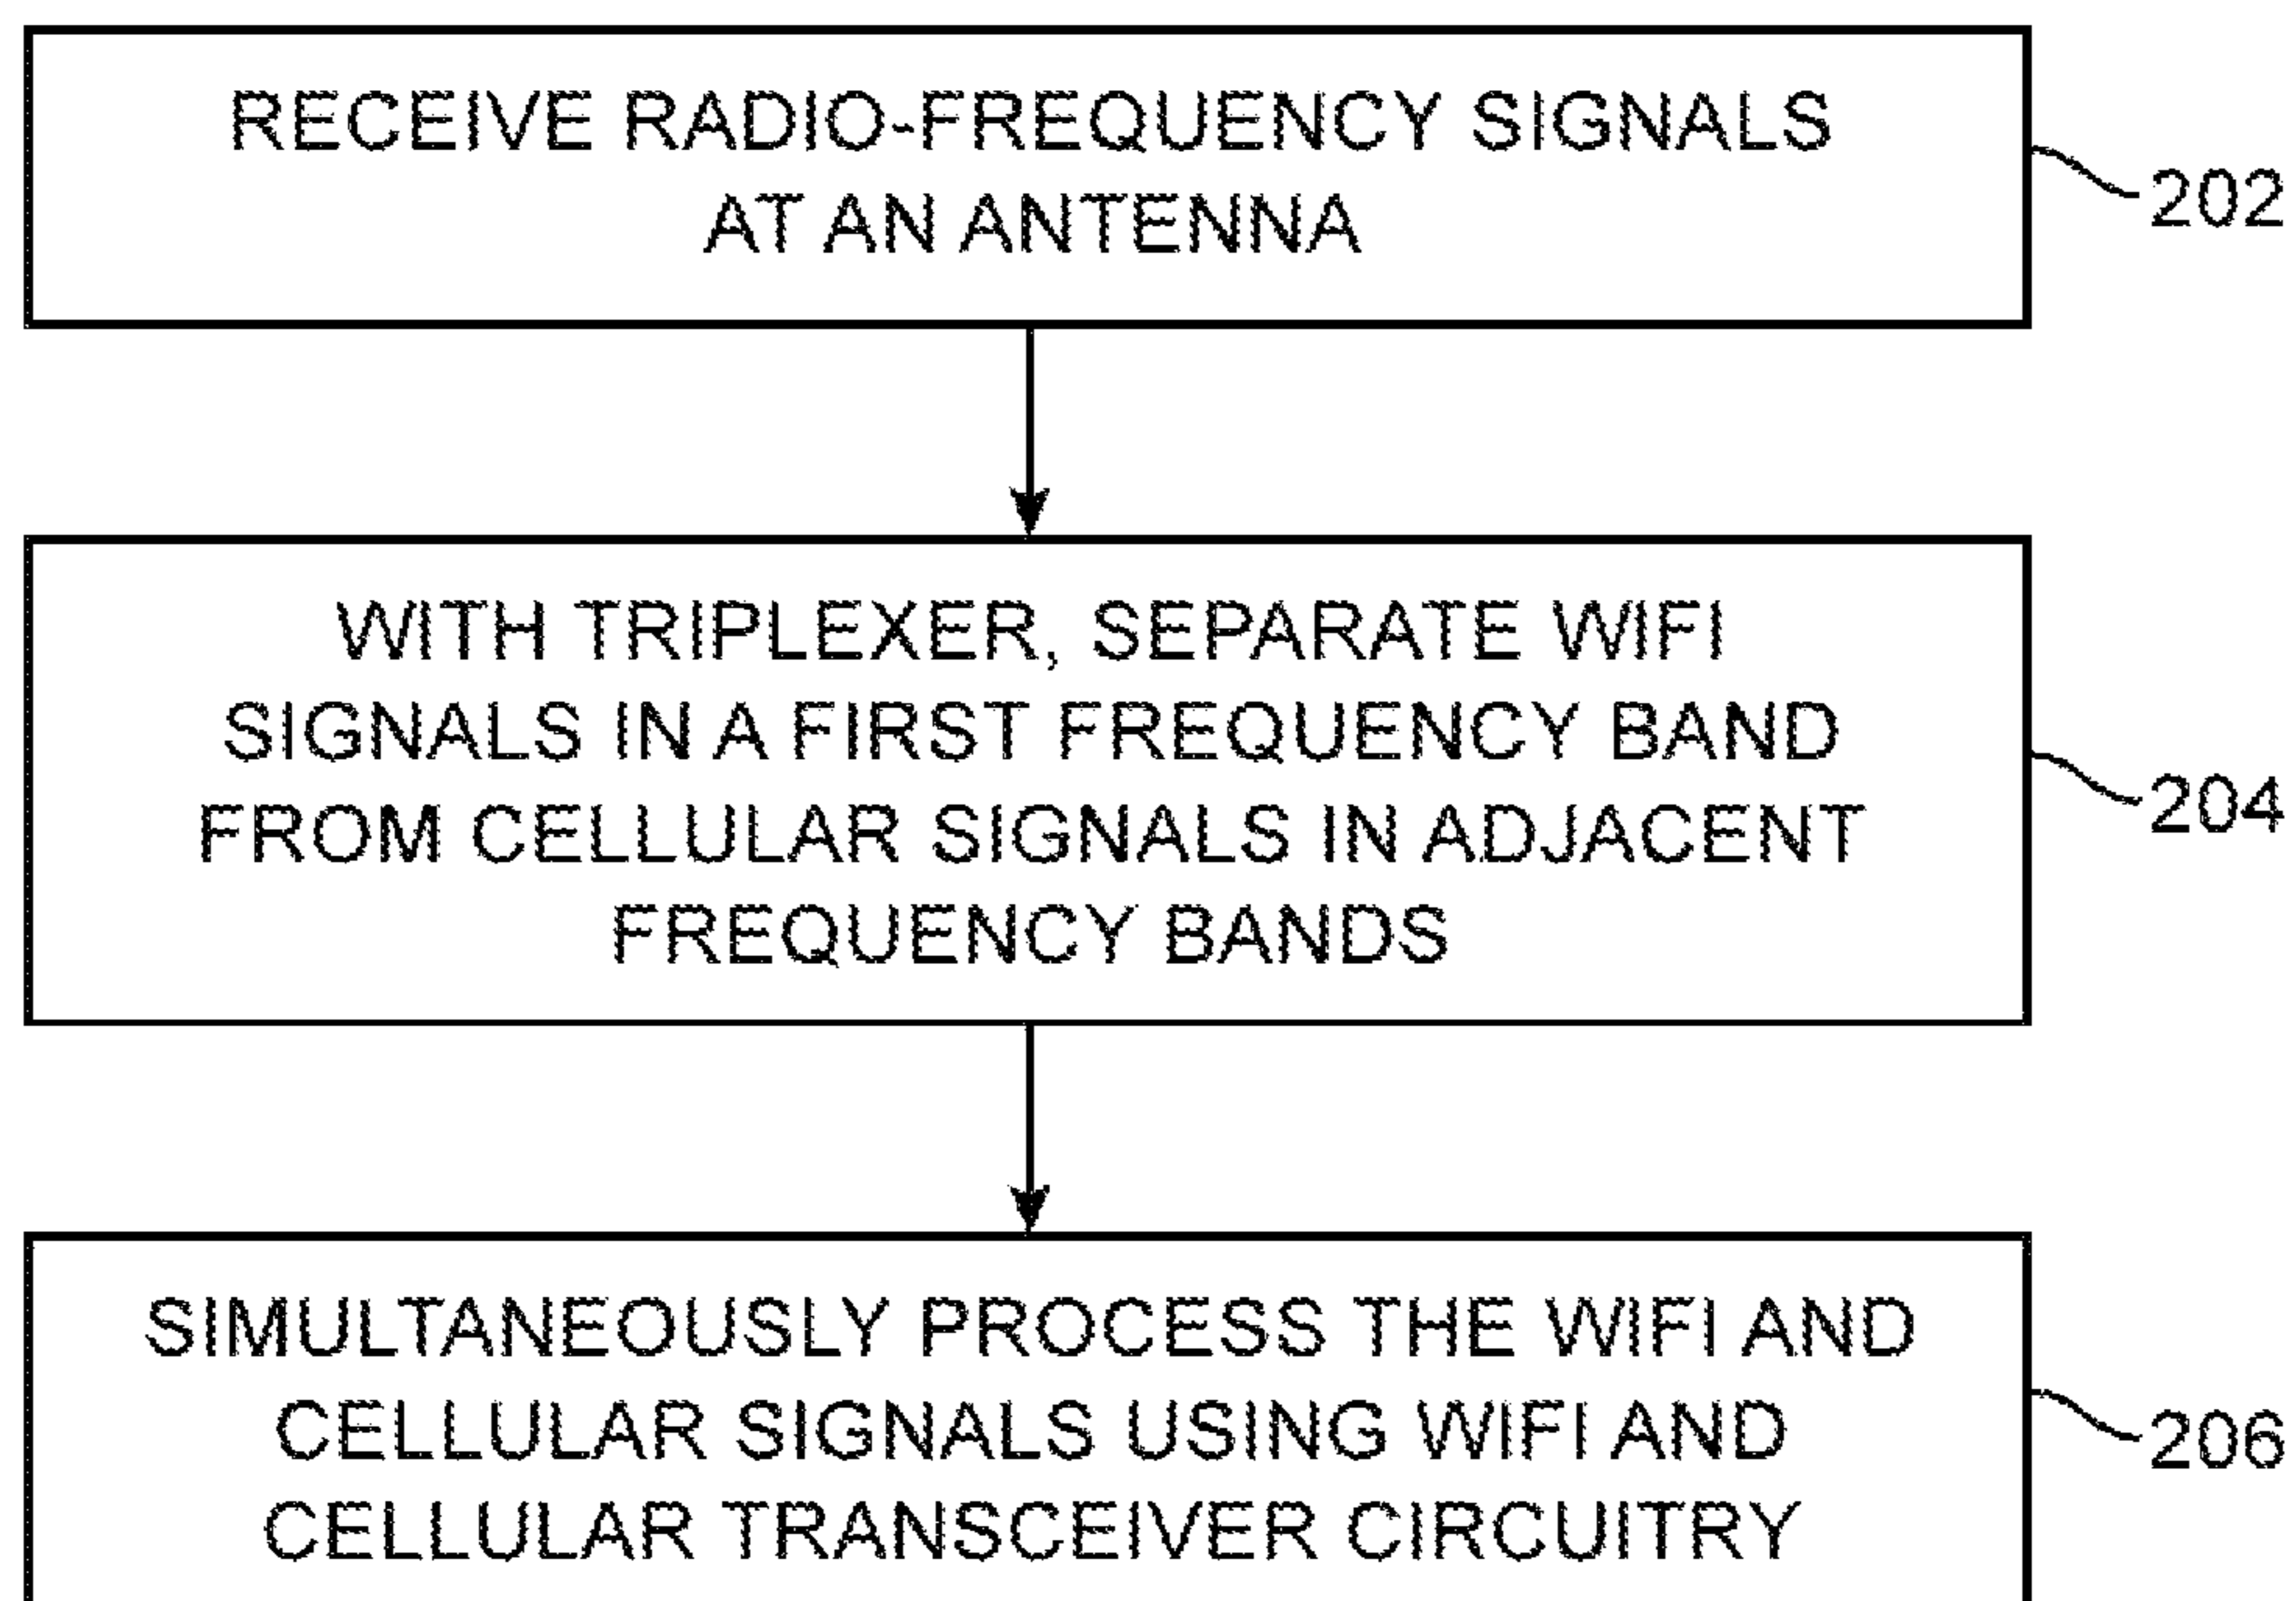 RECEIVE RADIO-FREQUENCY SIGNALS
AT AN ANTENNA
202
WITH TRIPLEXER, SEPARATE WIFI
SIGNALS IN A FIRST FREQUENCY BAND
FROM CELLULAR SIGNALS IN ADJACENT
FREQUENCY BANDS
204
SIMULTANEOUSLY PROCESS THE WIFI AND
CELLULAR SIGNALS USING WIFI AND
CELLULAR TRANSCEIVER CIRCUITRY
206